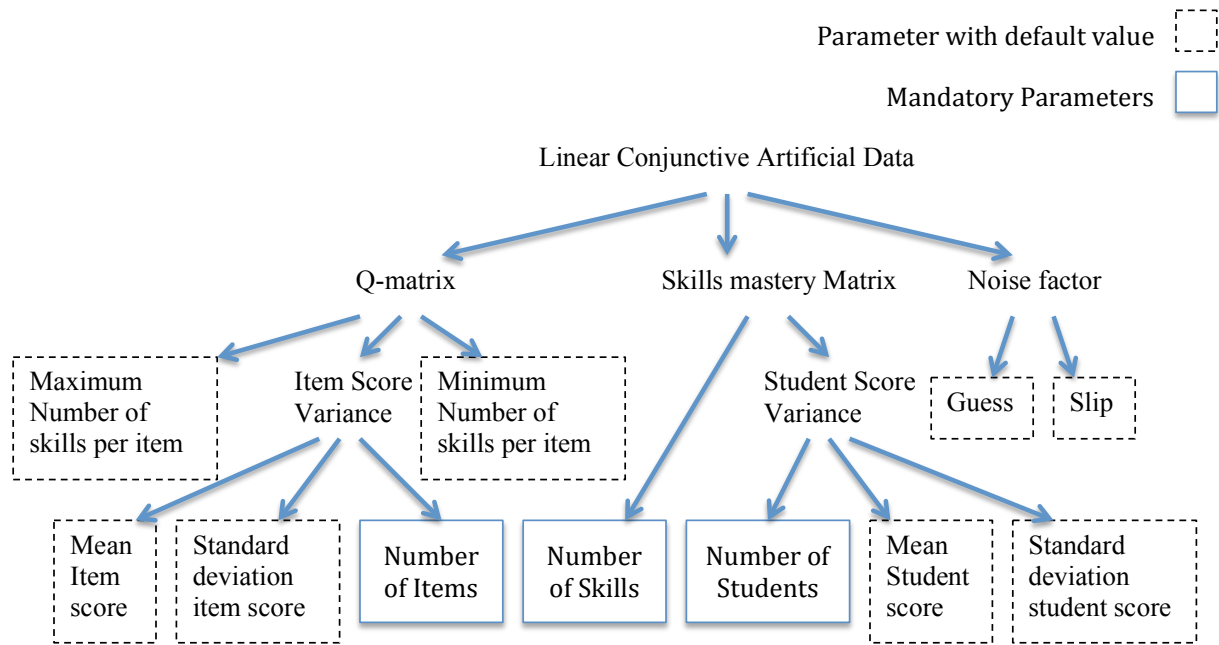 Parameter with default value
Mandatory Parameters
Linear Conjunctive Artificial Data
Q-matrix
Skills mastery Matrix
Noise factor
Maximum
Number of
skills per item
Item Score
Variance
Minimum
Number of
skills per item
Student Score
Variance
Guess
Slip
Mean
Item
score
Standard
deviation
item score
Number
of Items
Number
of Skills
Number of
Students
Mean
Student
score
Standard
deviation
student score